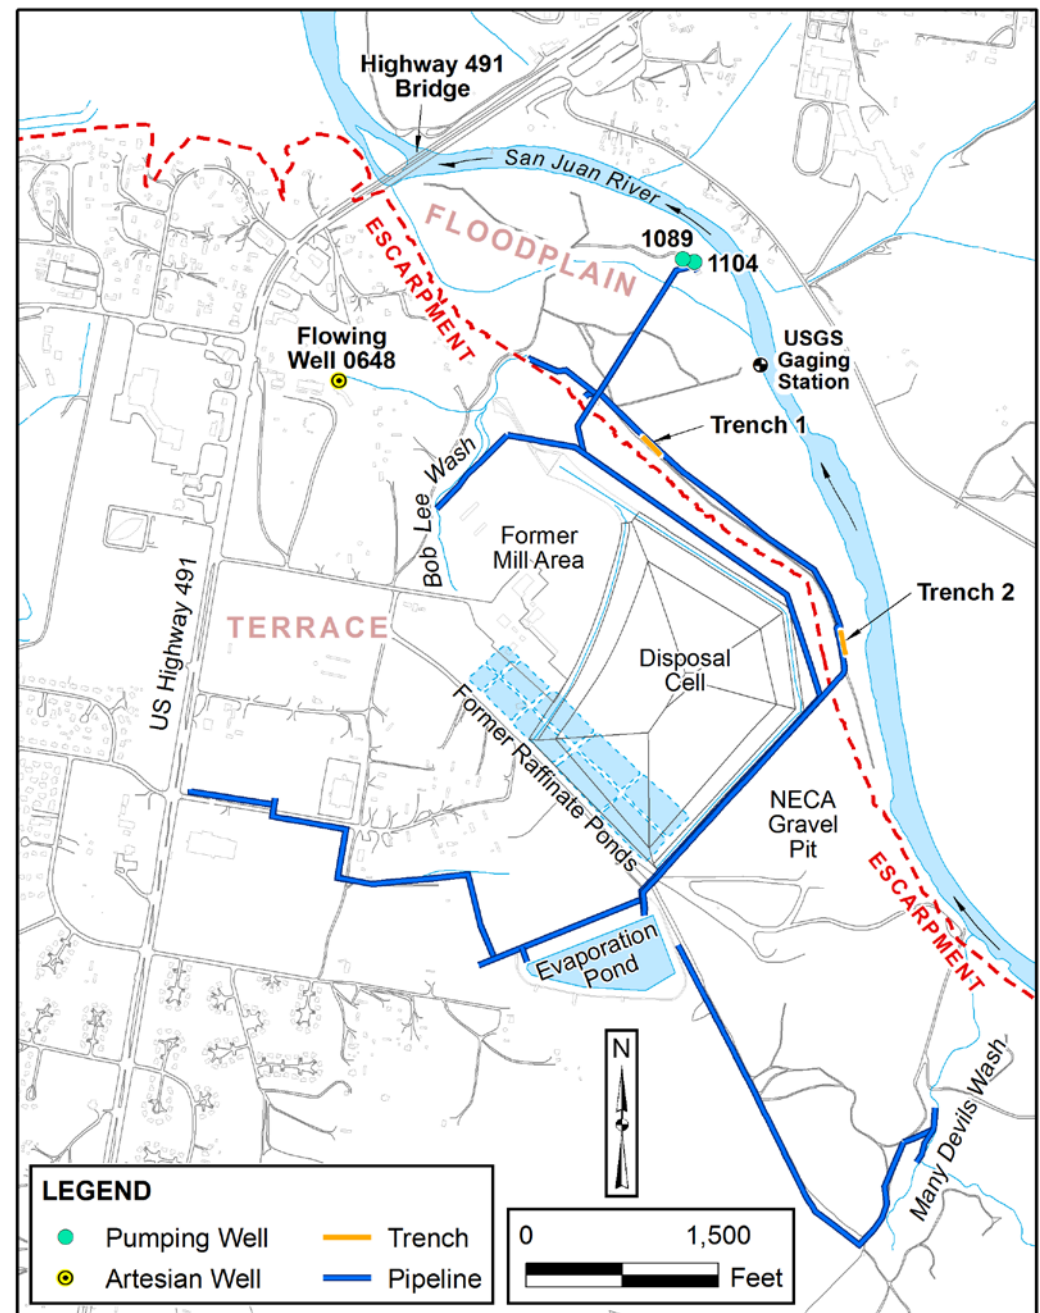 Highway 491
Bridge
San Juan River
FLOODPLAIN
ESCARPMENT
1089
1104
Flowing
Well 0648
USGS
Gaging
Station
Trench 1
Bob Lee Wash
Former
Mill Area
Trench 2
TERRACE
US Highway 491
Disposal
Cell
Former Raffinate Ponds
NECA
Gravel
Pit
ESCARPMENT
Evaporation
Pond
N
Many Devils Wash
LEGEND
Pumping Well
Trench
Artesian Well
Pipeline
0 1,500
Feet